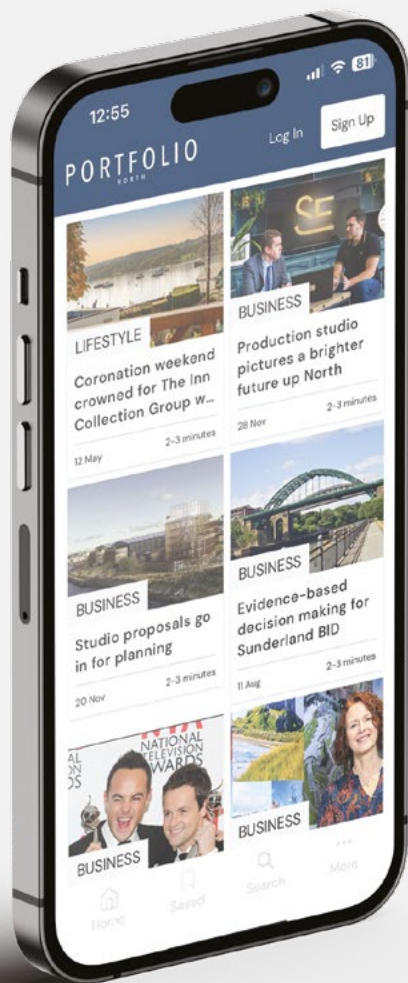 12:55
81
PORTFOLIO
NORTH
Log In
Sign Up
LIFESTYLE
Coronation weekend
crowned for The Inn
Collection Group w...
12 May
2-3 minutes
SE
BUSINESS
Production studio
pictures a brighter
future up North
28 Nov
2-3 minutes
BUSINESS
Studio proposals go
in for planning
20 Nov
2-3 minutes
BUSINESS
Evidence-based
decision making for
Sunderland BID
11 Aug
2-3 minutes
NATIONAL
TELEVISION
AWARDS
BUSINESS
BUSINESS
Home
Saved
Search
More